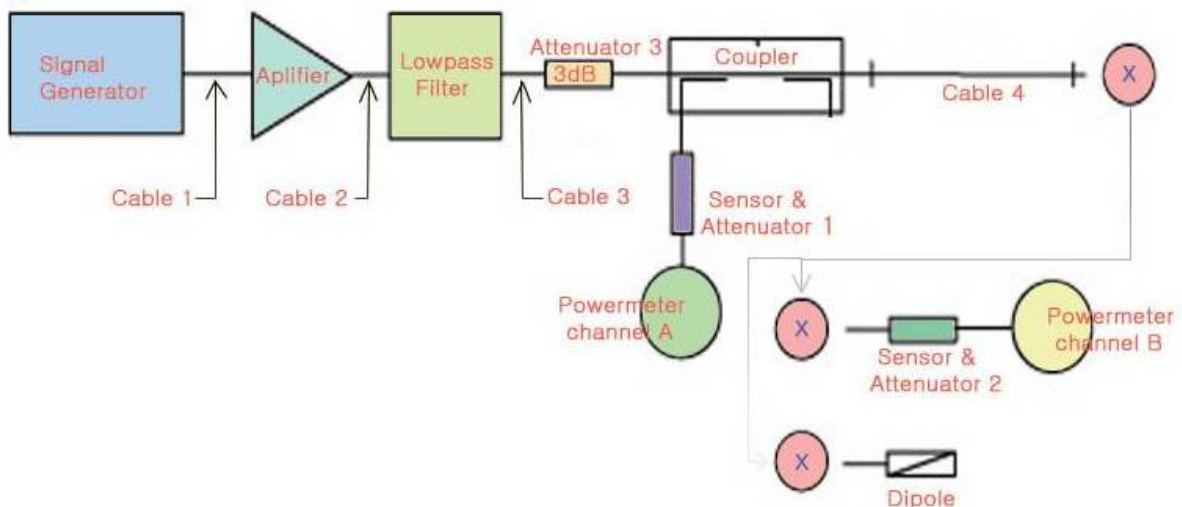 Signal
Generator
Aplifier
Lowpass
Filter
Attenuator 3
3dB
Coupler
Cable 4
X
Cable 1
Cable 2
Cable 3
Sensor &
Attenuator 1
Powermeter
channel A
X
Sensor &
Attenuator 2
Powermeter
channel B
X
Dipole